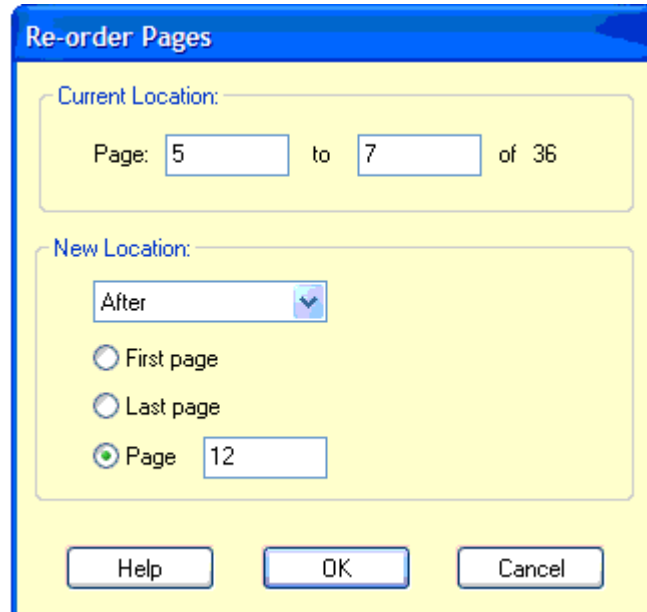 Re-order Pages
Current Location:
Page: 5 to 7 of 36
New Location:
After
First page
Last page
Page 12
Help OK Cancel